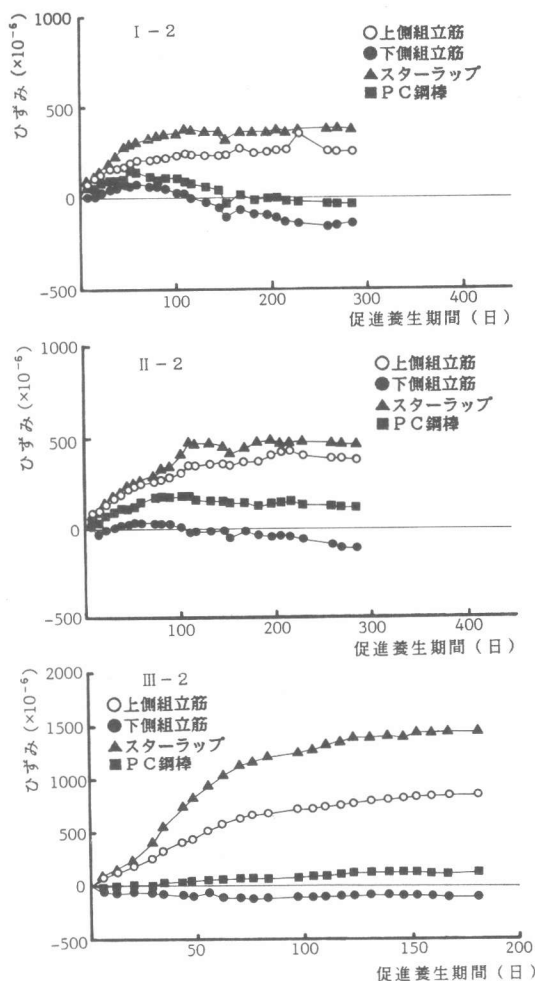 1000
I-2
○上側組立筋
●下側組立筋
▲スターラップ
■PC鋼棒
ひずみ(×10⁻⁶)
500
0
-500
100
200
300
400
促進養生期間(日)
1000
II-2
○上側組立筋
●下側組立筋
▲スターラップ
■PC鋼棒
ひずみ(×10⁻⁶)
500
0
-500
100
200
300
400
促進養生期間(日)
2000
III-2
○上側組立筋
●下側組立筋
▲スターラップ
■PC鋼棒
ひずみ(×10⁻⁶)
1500
1000
500
0
-500
50
100
150
200
促進養生期間(日)